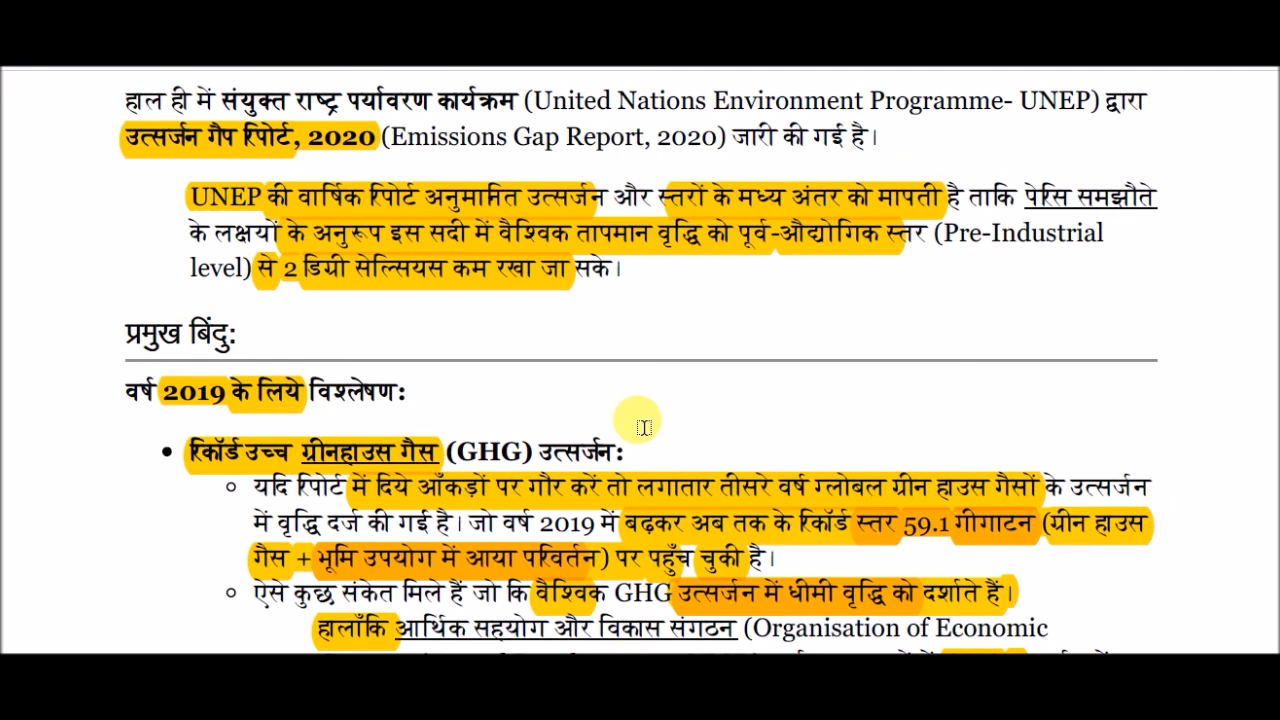 हाल ही में संयुक्त राष्ट्र पर्यावरण कार्यक्रम (United Nations Environment Programme- UNEP) द्वारा
उत्सर्जन गैप रिपोर्ट, 2020 (Emissions Gap Report, 2020) जारी की गई है।
UNEP की वार्षिक रिपोर्ट अनुमानित उत्सर्जन और स्तरों के मध्य अंतर को मापती है ताकि पेरिस समझौते
के लक्षयों के अनुरूप इस सदी में वैश्विक तापमान वृद्धि को पूर्व-औद्योगिक स्तर (Pre-Industrial
level) से 2 डिग्री सेल्सियस कम रखा जा सके।
प्रमुख बिंदु:
वर्ष 2019 के लिये विश्लेषण:
• रिकॉर्ड उच्च ग्रीनहाउस गैस (GHG) उत्सर्जन:
○ यदि रिपोर्ट में दिये आँकड़ों पर गौर करें तो लगातार तीसरे वर्ष ग्लोबल ग्रीन हाउस गैसों के उत्सर्जन
में वृद्धि दर्ज की गई है। जो वर्ष 2019 में बढ़कर अब तक के रिकॉर्ड स्तर 59.1 गीगाटन (ग्रीन हाउस
गैस + भूमि उपयोग में आया परिवर्तन) पर पहुँच चुकी है।
○ ऐसे कुछ संकेत मिले हैं जो कि वैश्विक GHG उत्सर्जन में धीमी वृद्धि को दर्शाते हैं।
हालाँकि आर्थिक सहयोग और विकास संगठन (Organisation of Economic